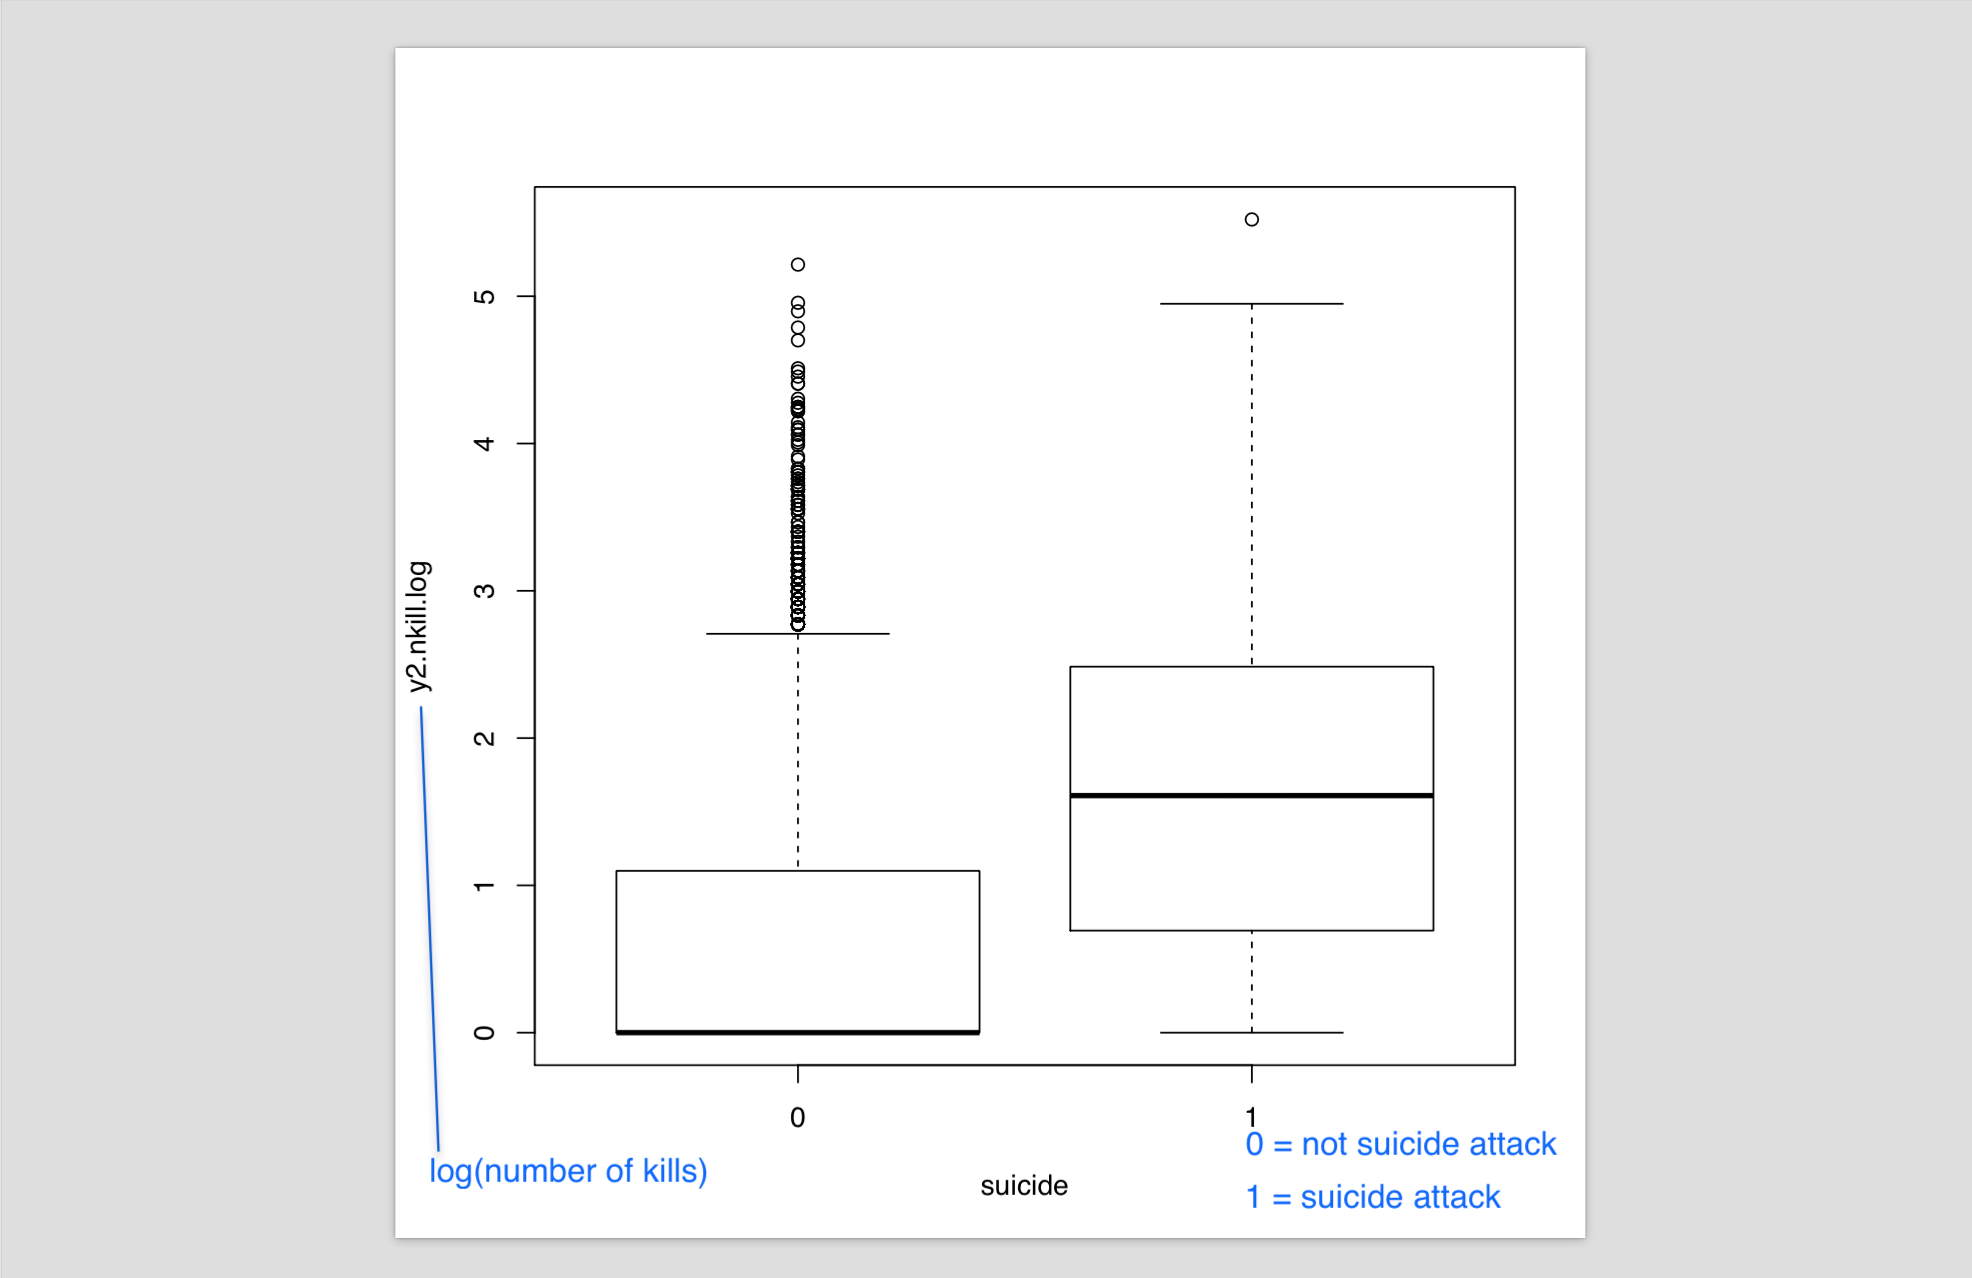 5
4
3
2
1
0
y2.nkill.log
0
1
suicide
log(number of kills)
0 = not suicide attack
1 = suicide attack